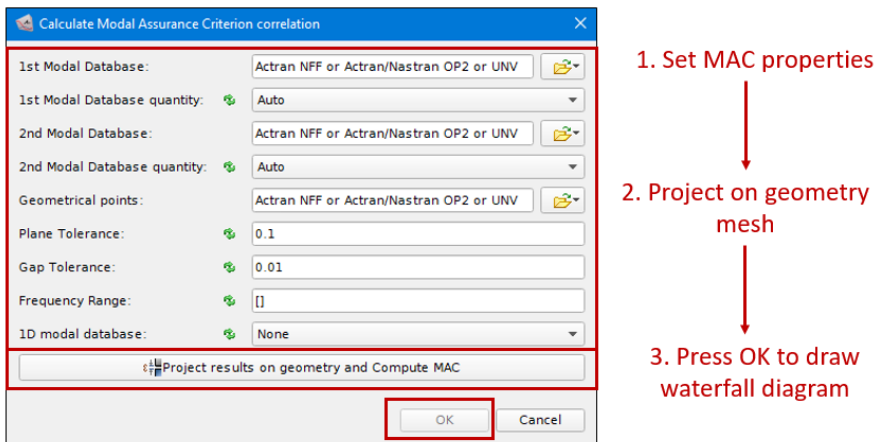 Calculate Modal Assurance Criterion correlation
1st Modal Database: Actran NFF or Actran/Nastran OP2 or UNV
1st Modal Database quantity: Auto
2nd Modal Database: Actran NFF or Actran/Nastran OP2 or UNV
2nd Modal Database quantity: Auto
Geometrical points: Actran NFF or Actran/Nastran OP2 or UNV
Plane Tolerance: 0.1
Gap Tolerance: 0.01
Frequency Range: []
1D modal database: None
Project results on geometry and Compute MAC
OK Cancel
1. Set MAC properties
2. Project on geometry
mesh
3. Press OK to draw
waterfall diagram